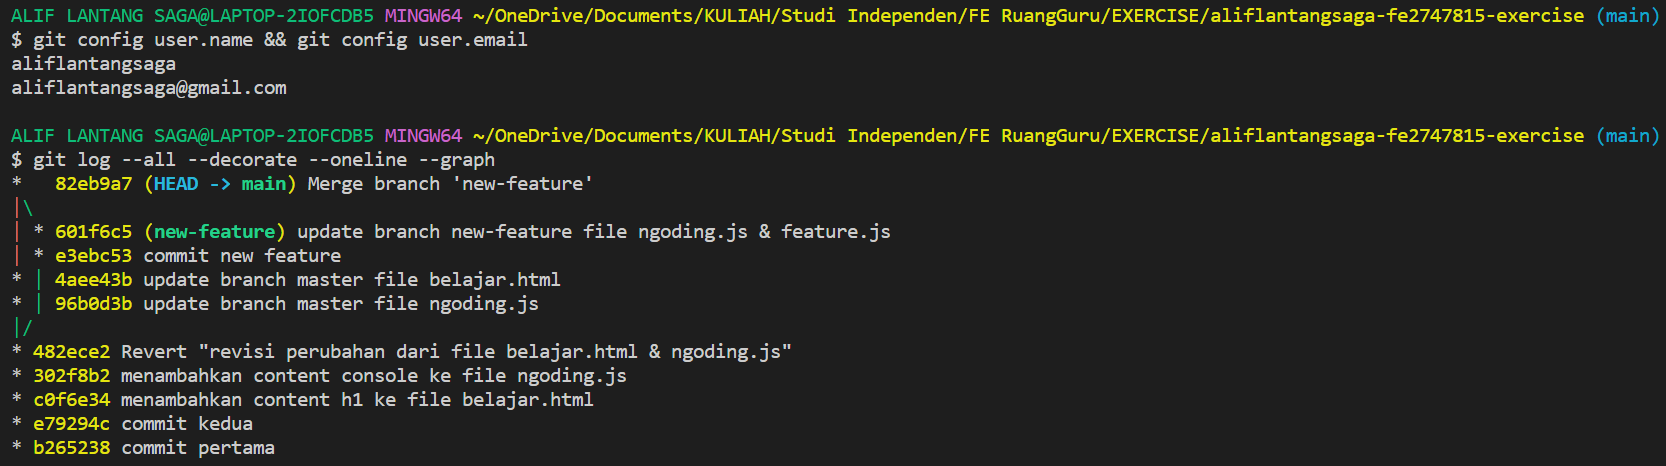 ALIF LANTANG SAGA@LAPTOP-2IOFCDB5 MINGW64 ~/OneDrive/Documents/KULIAH/Studi Independen/FE RuangGuru/EXERCISE/aliflantangsaga-fe2747815-exercise (main)
$ git config user.name && git config user.email
aliflantangsaga
aliflantangsaga@gmail.com

ALIF LANTANG SAGA@LAPTOP-2IOFCDB5 MINGW64 ~/OneDrive/Documents/KULIAH/Studi Independen/FE RuangGuru/EXERCISE/aliflantangsaga-fe2747815-exercise (main)
$ git log --all --decorate --oneline --graph
*   82eb9a7 (HEAD -> main) Merge branch 'new-feature'
|\
| * 601f6c5 (new-feature) update branch new-feature file ngoding.js & feature.js
| * e3ebc53 commit new feature
* | 4aee43b update branch master file belajar.html
* | 96b0d3b update branch master file ngoding.js
|/
* 482ece2 Revert "revisi perubahan dari file belajar.html & ngoding.js"
* 302f8b2 menambahkan content console ke file ngoding.js
* c0f6e34 menambahkan content h1 ke file belajar.html
* e79294c commit kedua
* b265238 commit pertama